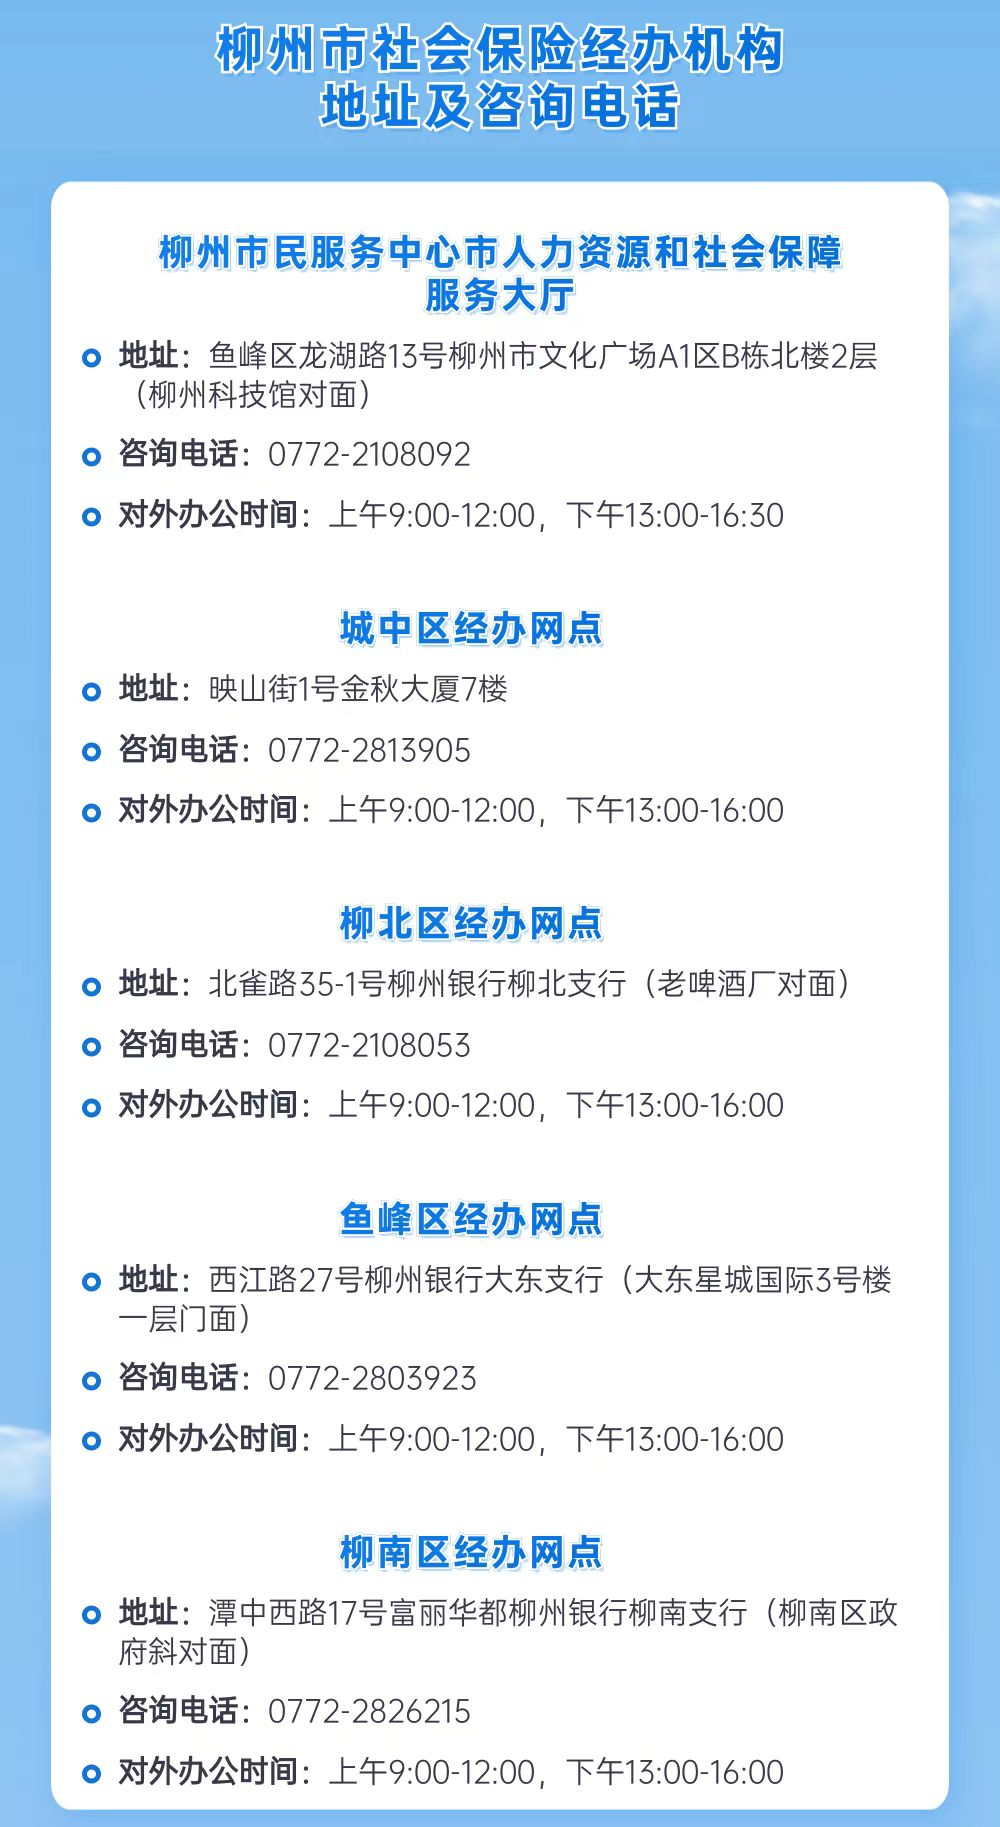 柳州市社会保险经办机构
地址及咨询电话
柳州市民服务中心市人力资源和社会保障
服务大厅
地址：鱼峰区龙湖路13号柳州市文化广场A1区B栋北楼2层
（柳州科技馆对面）
咨询电话：0772-2108092
对外办公时间：上午9:00-12:00，下午13:00-16:30
城中区经办网点
地址：映山街1号金秋大厦7楼
咨询电话：0772-2813905
对外办公时间：上午9:00-12:00，下午13:00-16:00
柳北区经办网点
地址：北雀路35-1号柳州银行柳北支行（老啤酒厂对面）
咨询电话：0772-2108053
对外办公时间：上午9:00-12:00，下午13:00-16:00
鱼峰区经办网点
地址：西江路27号柳州银行大东支行（大东星城国际3号楼
一层门面）
咨询电话：0772-2803923
对外办公时间：上午9:00-12:00，下午13:00-16:00
柳南区经办网点
地址：潭中西路17号富丽华都柳州银行柳南支行（柳南区政
府斜对面）
咨询电话：0772-2826215
对外办公时间：上午9:00-12:00，下午13:00-16:00